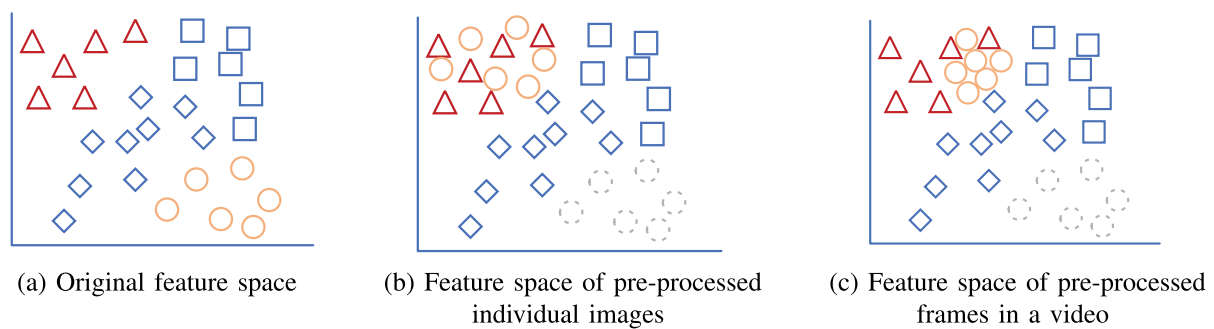 (a) Original feature space
(b) Feature space of pre-processed
individual images
(c) Feature space of pre-processed
frames in a video